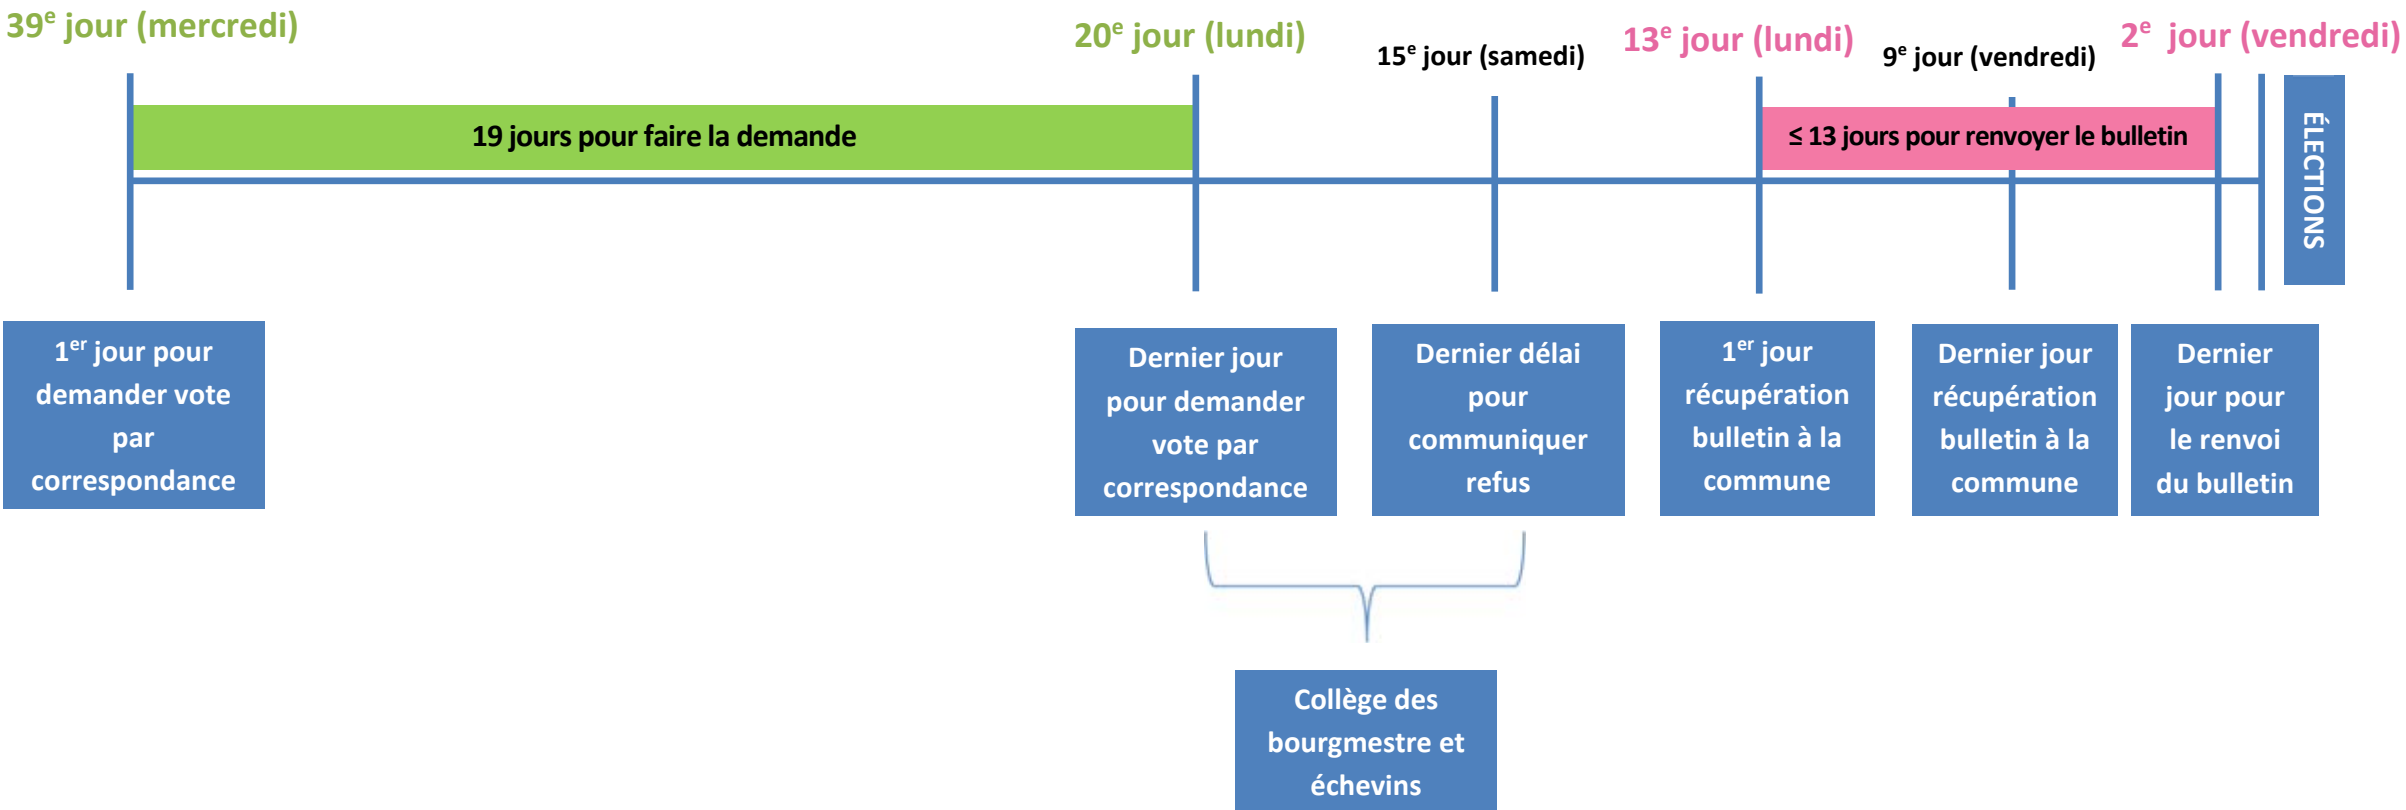 39e jour (mercredi)
20e jour (lundi)
15e jour (samedi)
13e jour (lundi)
9e jour (vendredi)
2e jour (vendredi)
19 jours pour faire la demande
≤ 13 jours pour renvoyer le bulletin
ÉLECTIONS
1er jour pour
demander vote
par
correspondance
Dernier jour
pour demander
vote par
correspondance
Dernier délai
pour
communiquer
refus
1er jour
récupération
bulletin à la
commune
Dernier jour
récupération
bulletin à la
commune
Dernier
jour pour
le renvoi
du bulletin
Collège des
bourgmestre et
échevins